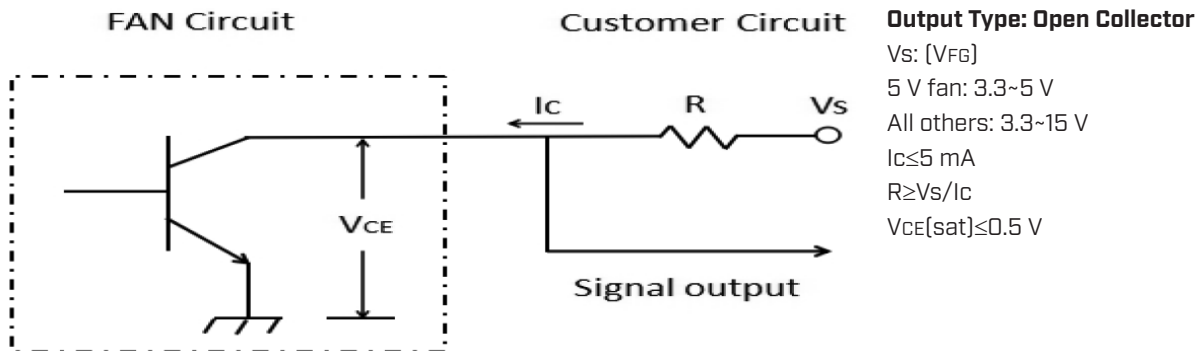 FAN Circuit
Customer Circuit
Ic
R
Vs
VCE
Signal output
Output Type: Open Collector
Vs: (VFG)
5 V fan: 3.3~5 V
All others: 3.3~15 V
Ic≤5 mA
R≥Vs/Ic
VCE(sat)≤0.5 V